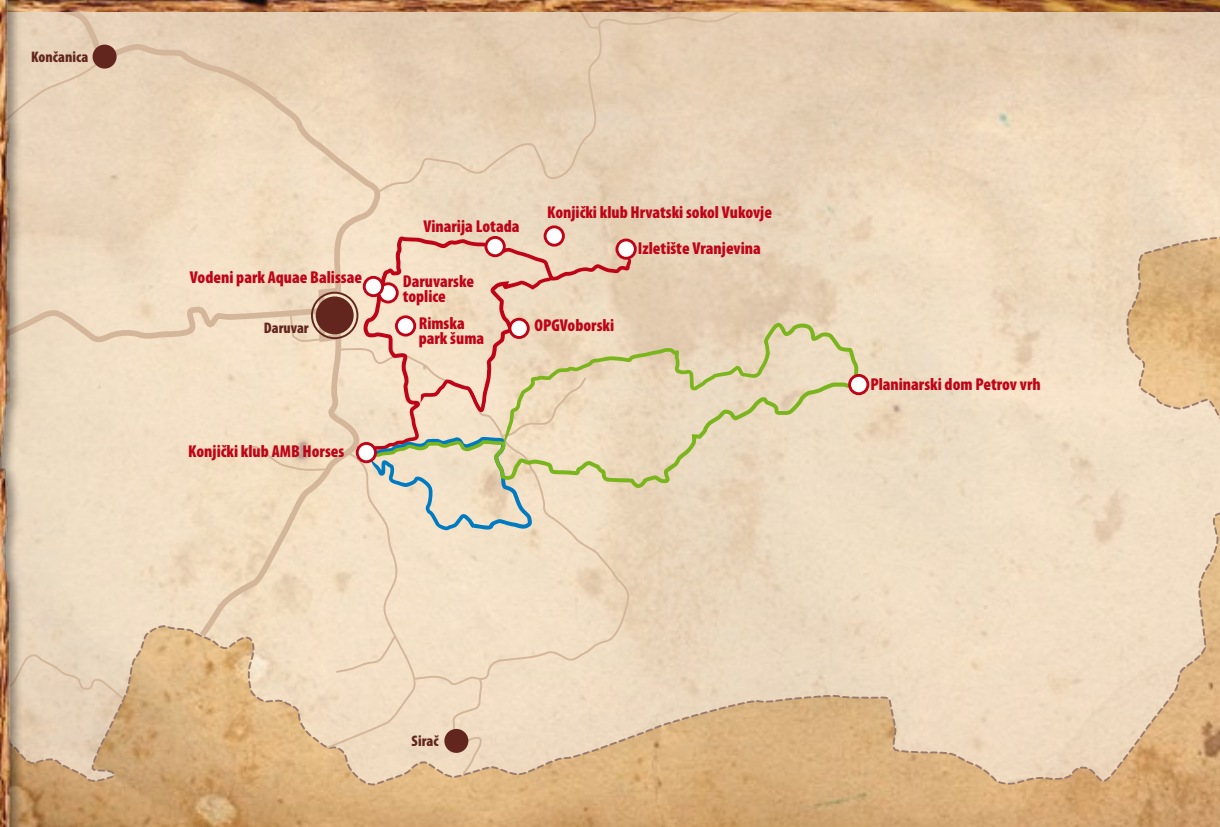 Končanica
Konjički klub Hrvatski sokol Vukovje
Vinarija Lotada
Izletište Vranjevina
Vodeni park Aquae Balissae
Daruvarske
toplice
Daruvar
Rimska
park šuma
OPGVoborski
Planinarski dom Petrov vrh
Konjički klub AMB Horses
Sirač